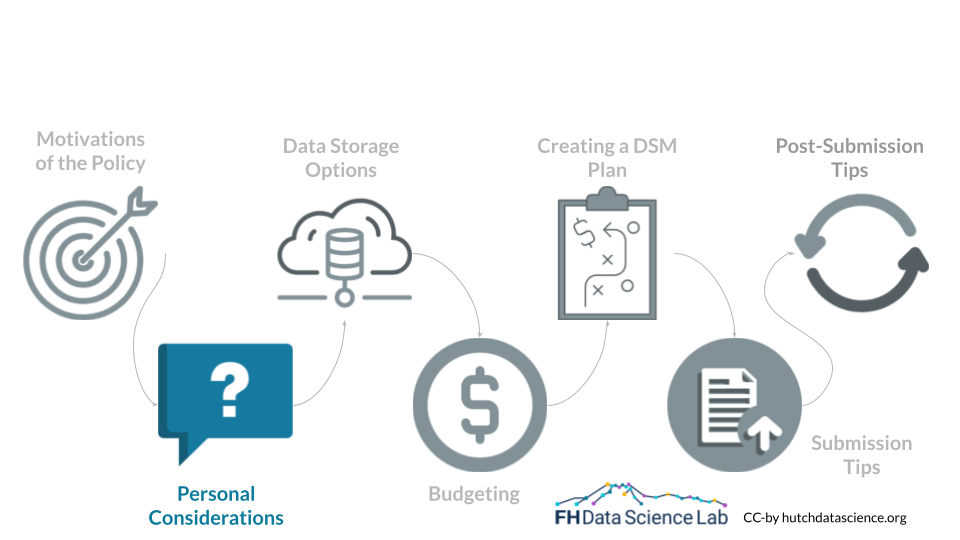 Motivations
of the Policy
Data Storage
Options
Creating a DSM
Plan
Post-Submission
Tips
$
?
$
Personal
Considerations
Budgeting
Submission
Tips
FH Data Science Lab
CC-by hutchdatascience.org